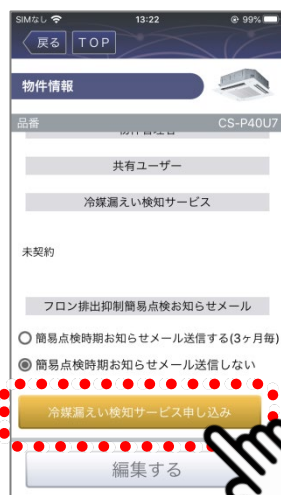 SIMなし 13:22 99%
戻る TOP
物件情報
品番 CS-P40U7
物件管理者
共有ユーザー
冷媒漏えい検知サービス
未契約
フロン排出抑制簡易点検お知らせメール
簡易点検時期お知らせメール送信する(3ヶ月毎)
簡易点検時期お知らせメール送信しない
冷媒漏えい検知サービス申し込み
編集する